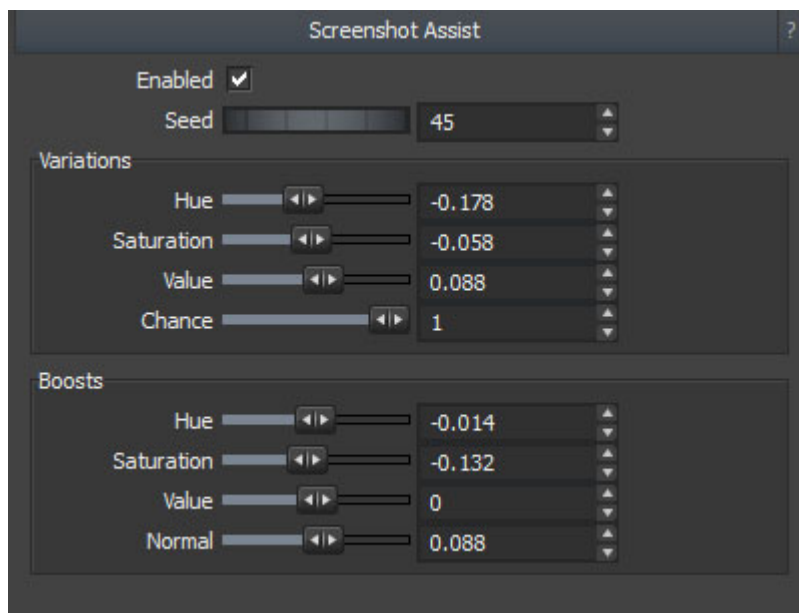 Screenshot Assist ?
Enabled
Seed 45
Variations
Hue -0.178
Saturation -0.058
Value 0.088
Chance 1
Boosts
Hue -0.014
Saturation -0.132
Value 0
Normal 0.088